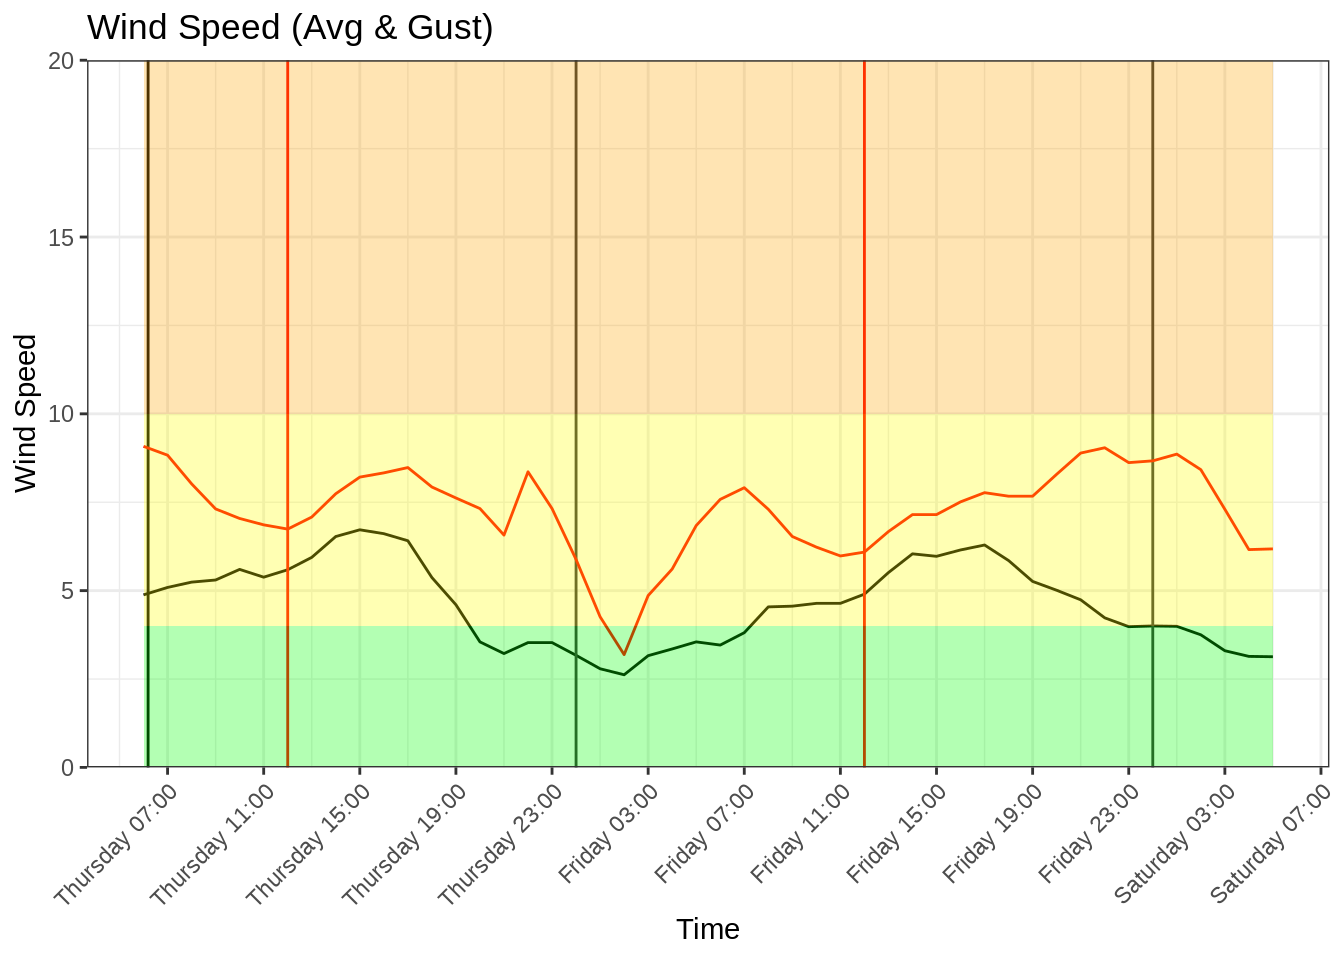 Wind Speed (Avg & Gust)
20
15
10
5
0
Wind Speed
Thursday 07:00
Thursday 11:00
Thursday 15:00
Thursday 19:00
Thursday 23:00
Friday 03:00
Friday 07:00
Friday 11:00
Friday 15:00
Friday 19:00
Friday 23:00
Saturday 03:00
Saturday 07:00
Time